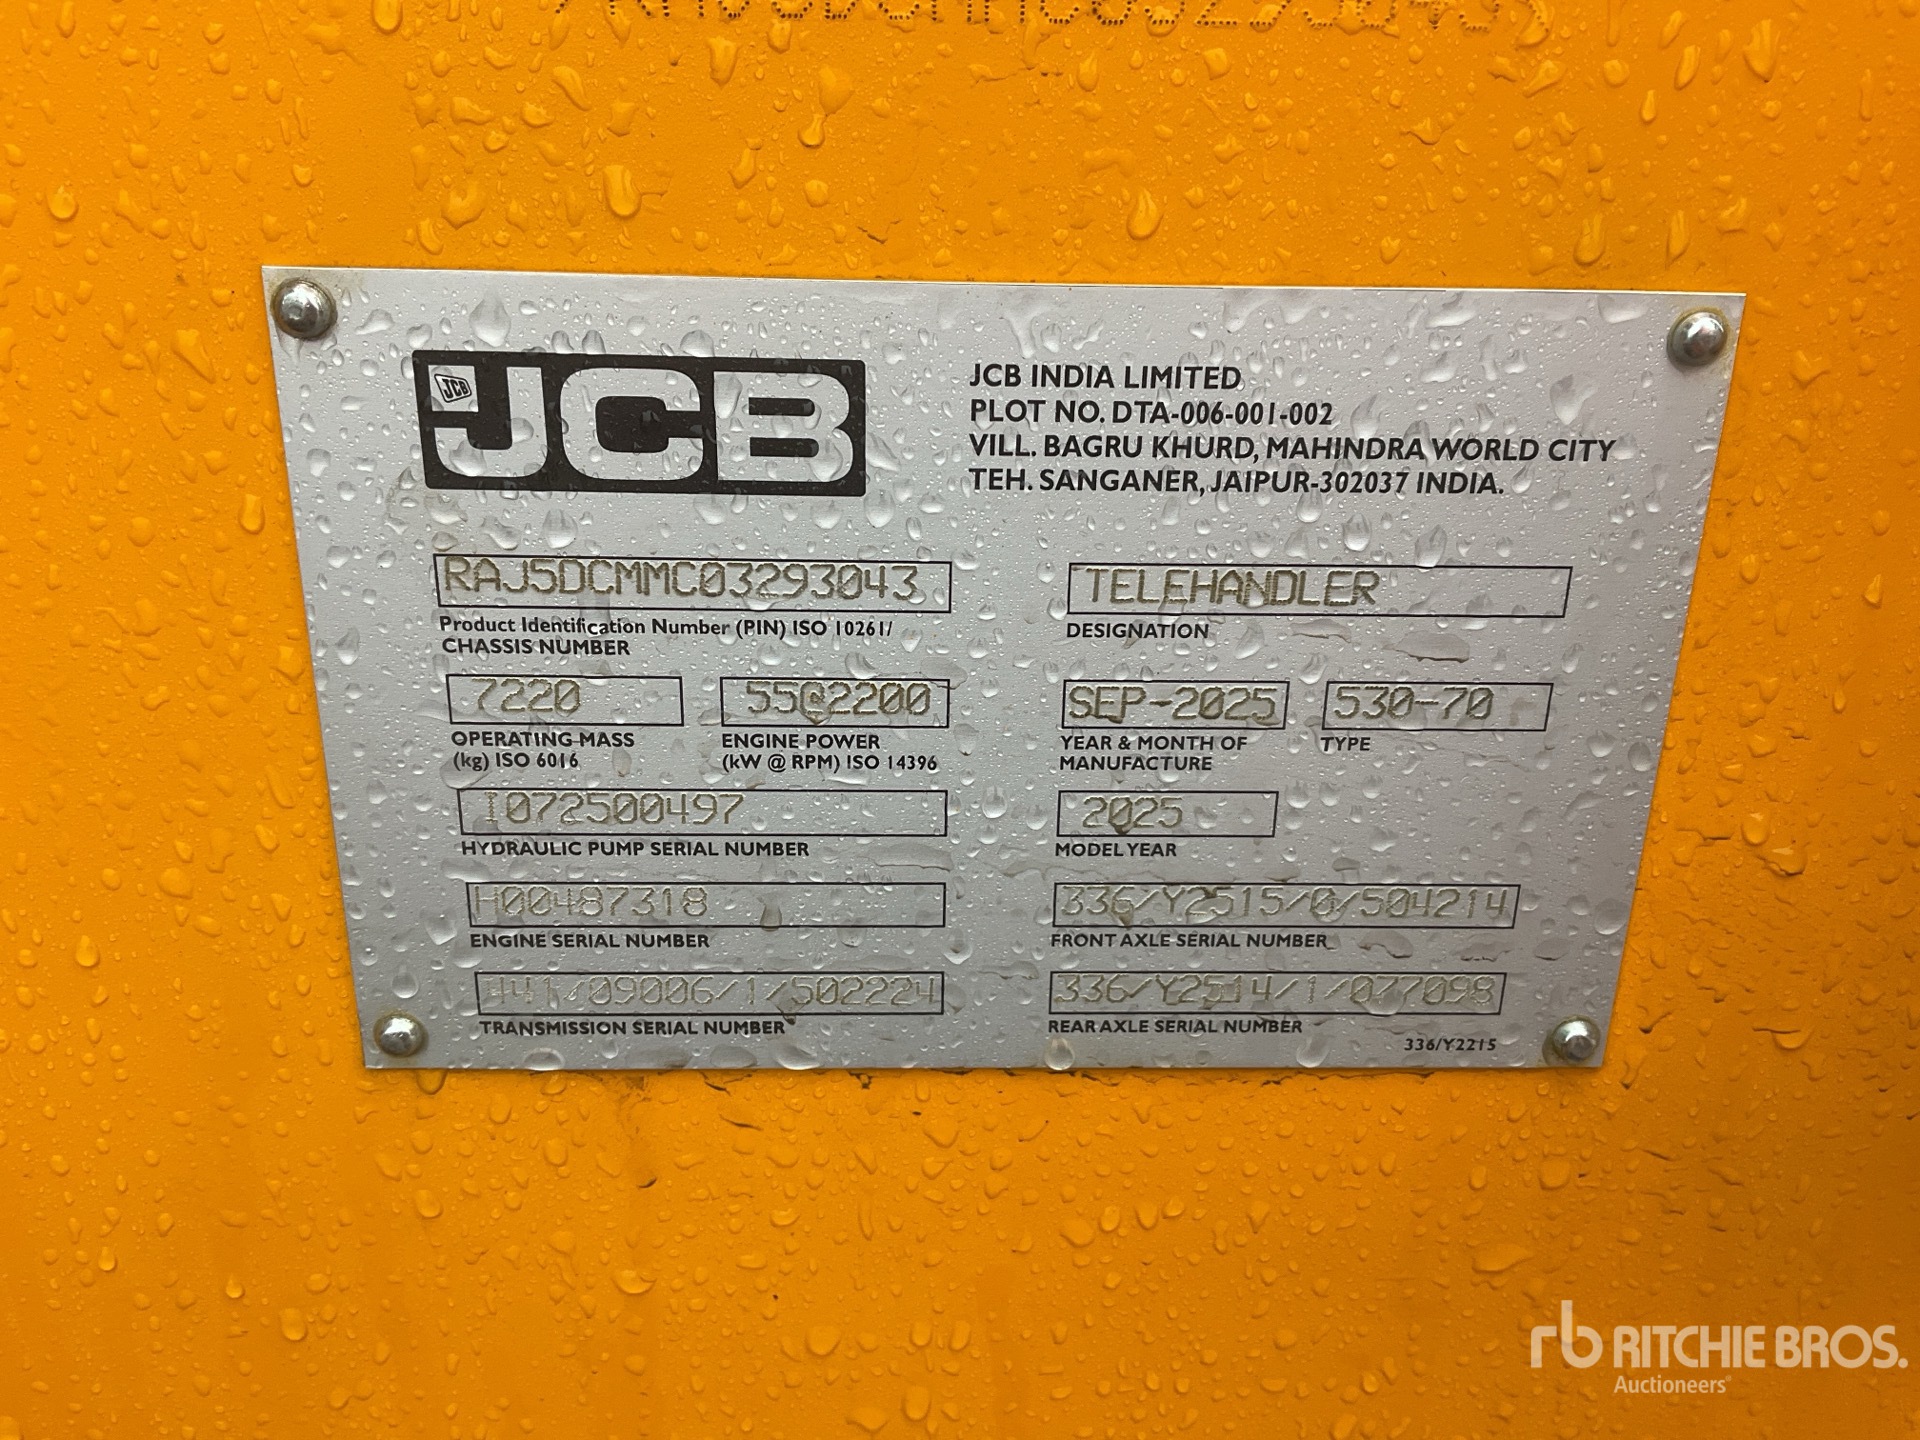 JCB
JCB
JCB INDIA LIMITED
PLOT NO. DTA-006-001-002
VILL. BAGRU KHURD, MAHINDRA WORLD CITY
TEH. SANGANER, JAIPUR-302037 INDIA.
RAJ5DCMMC03293043
Product Identification Number (PIN) ISO 10261/
CHASSIS NUMBER
TELEHANDLER
DESIGNATION
7220
OPERATING MASS
(kg) ISO 6016
55@2200
ENGINE POWER
(kW @ RPM) ISO 14396
SEP-2025
YEAR & MONTH OF
MANUFACTURE
530-70
TYPE
I072500497
HYDRAULIC PUMP SERIAL NUMBER
2025
MODEL YEAR
H00487318
ENGINE SERIAL NUMBER
336/Y2515/0/504214
FRONT AXLE SERIAL NUMBER
441/09006/1/502224
TRANSMISSION SERIAL NUMBER
336/Y2514/1/077098
REAR AXLE SERIAL NUMBER
336/Y2215
rb RITCHIE BROS.
Auctioneers